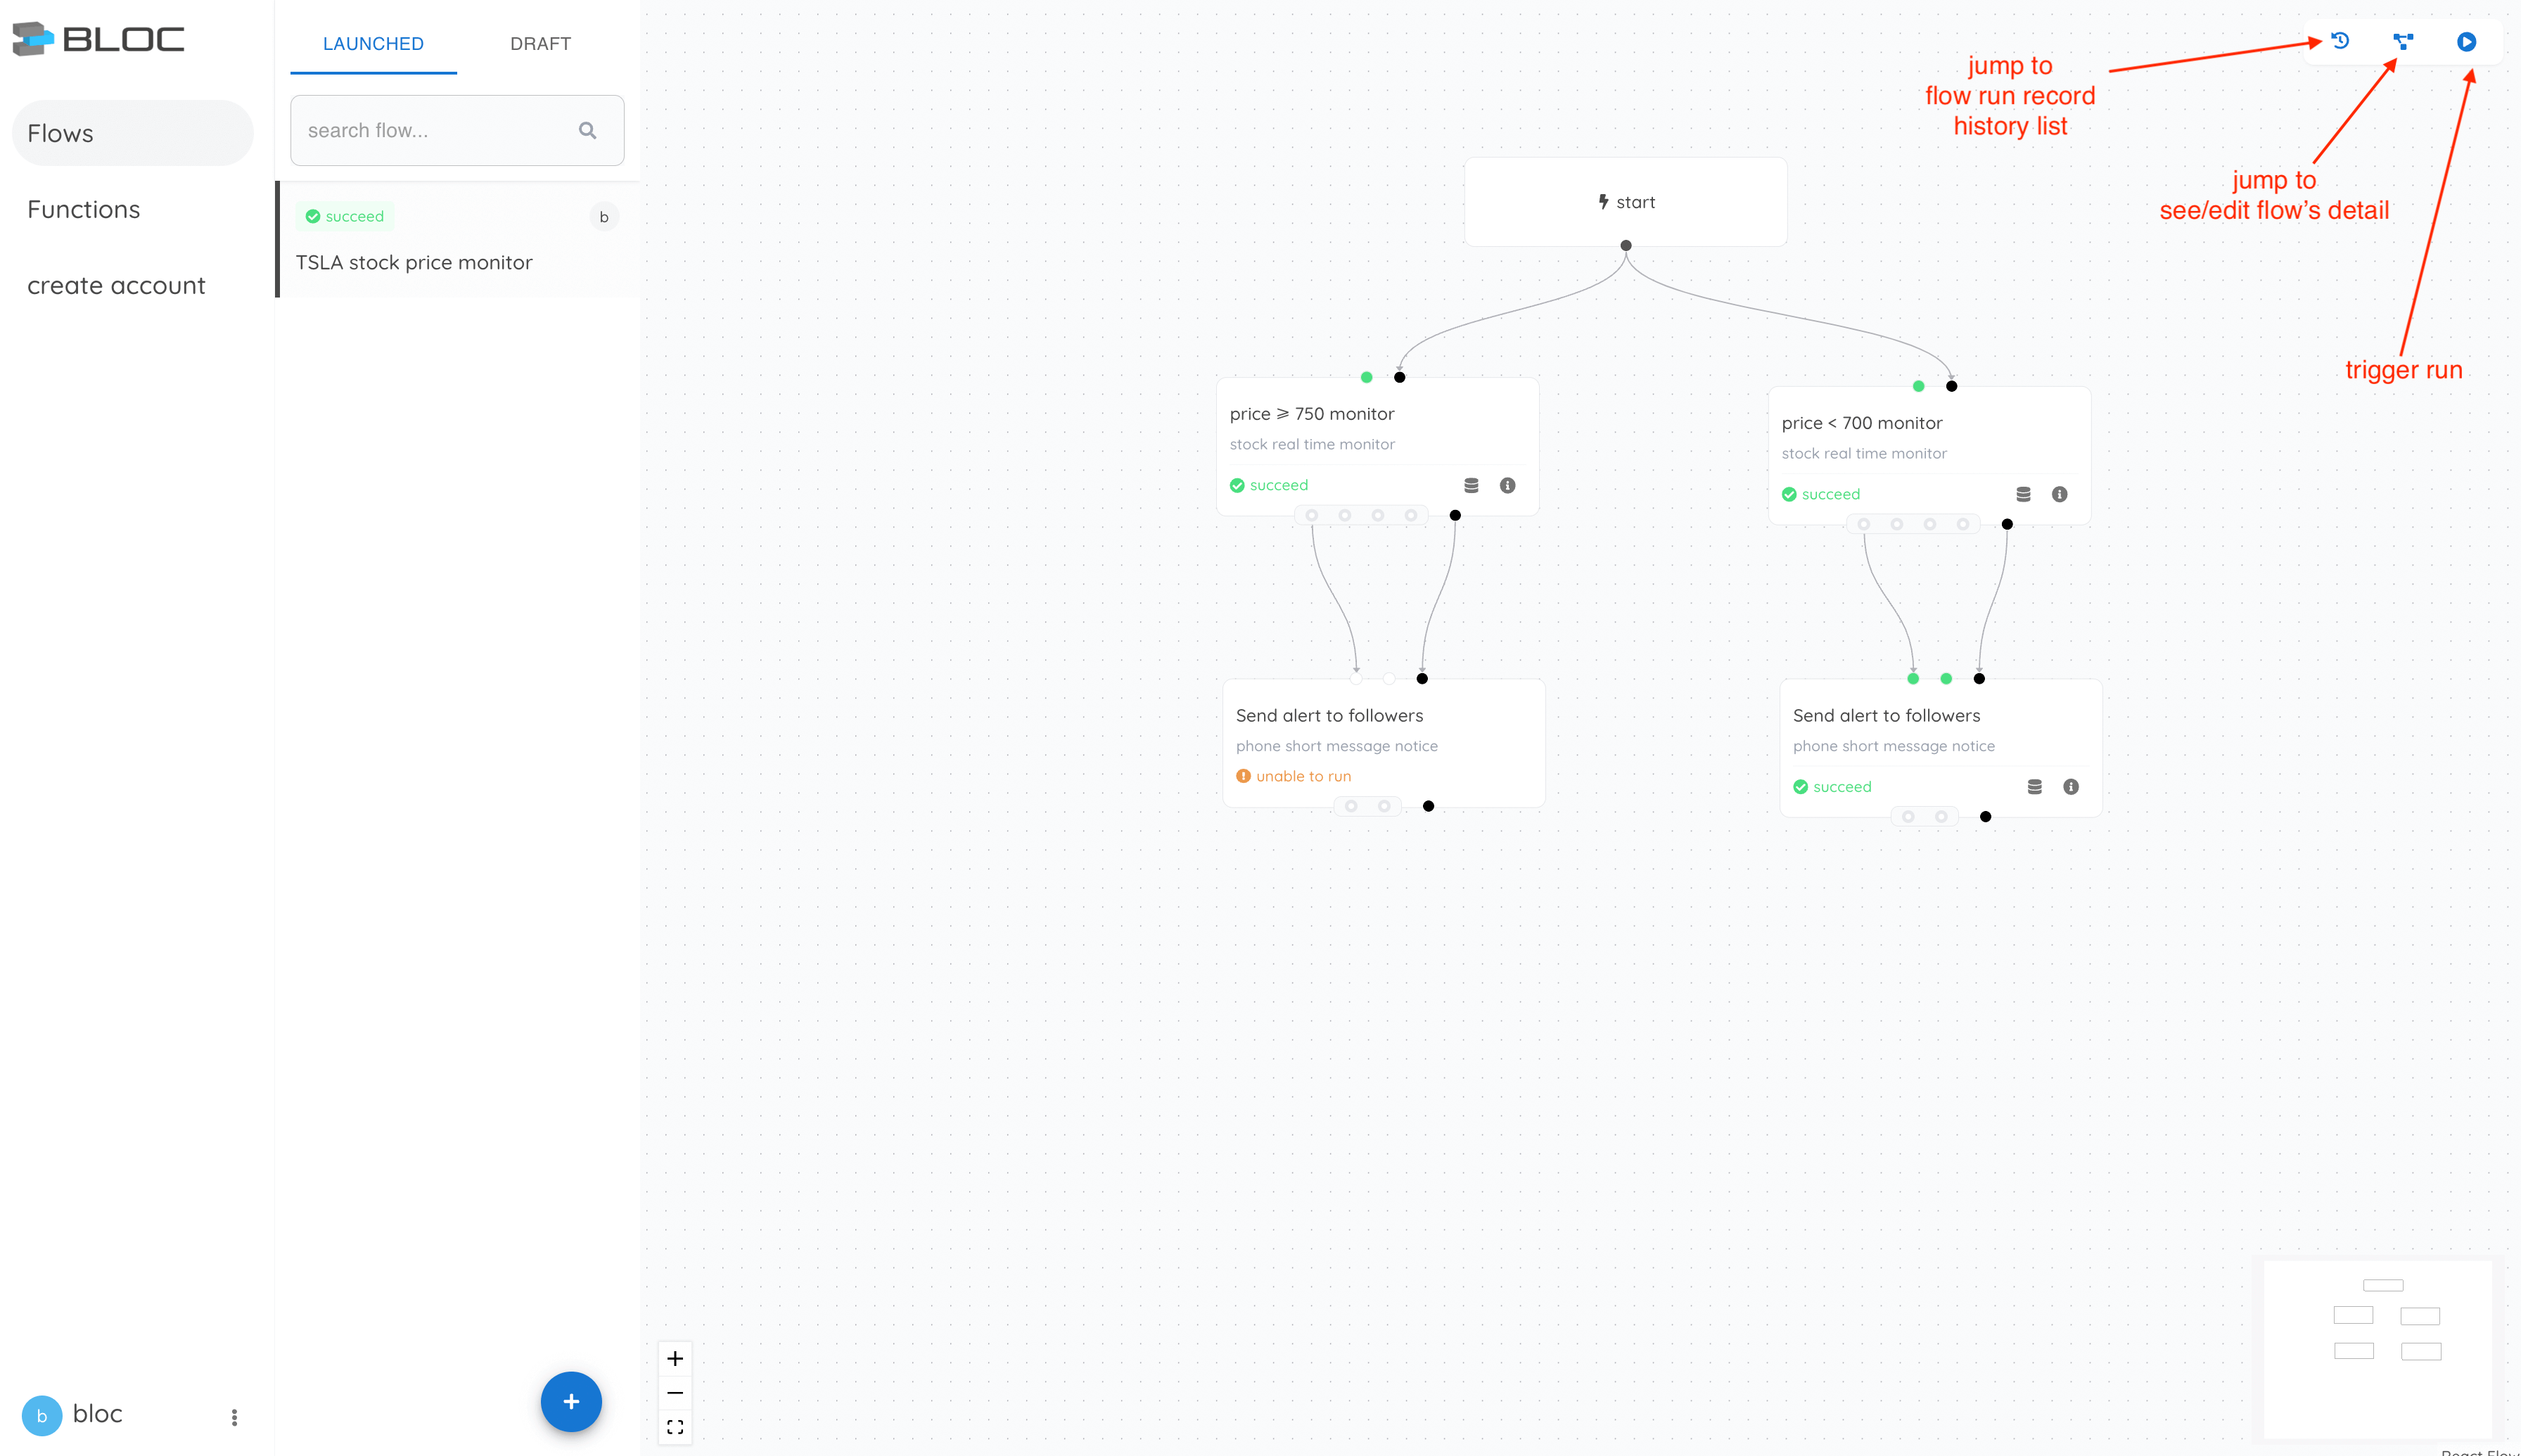 BLOC
Flows
Functions
create account
b
bloc
LAUNCHED
DRAFT
search flow...
succeed
b
TSLA stock price monitor
jump to
flow run record
history list
jump to
see/edit flow's detail
trigger run
start
price ≥ 750 monitor
stock real time monitor
succeed
price < 700 monitor
stock real time monitor
succeed
Send alert to followers
phone short message notice
unable to run
Send alert to followers
phone short message notice
succeed
React Flow